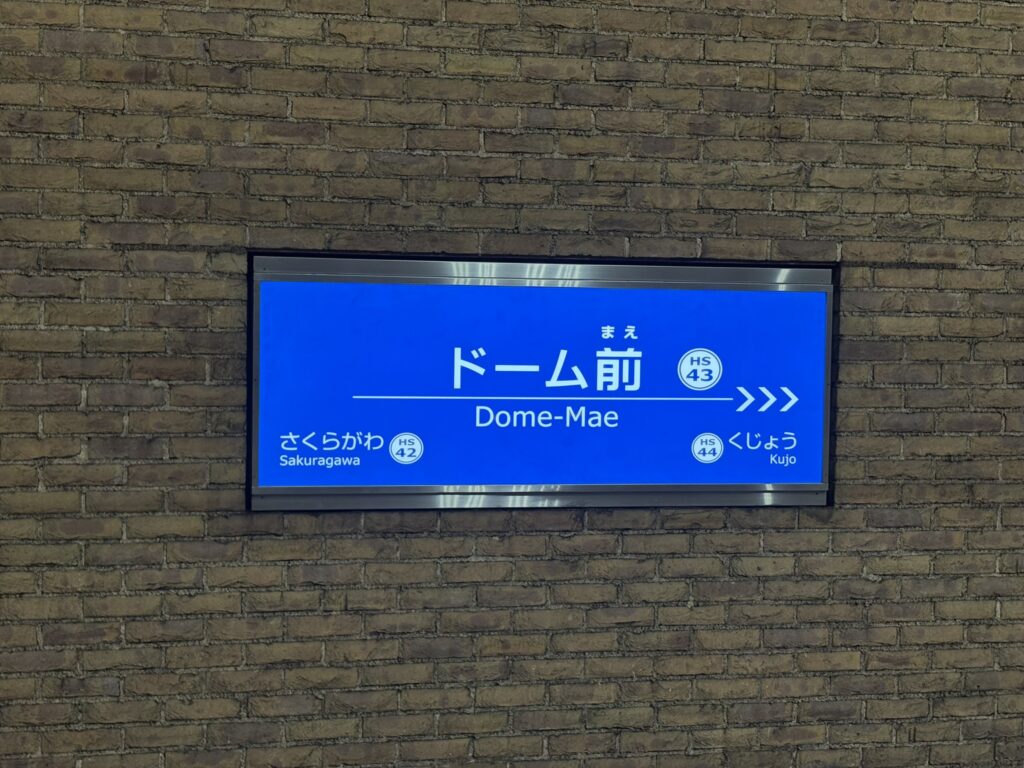 まえ
ドーム前 HS 43
Dome-Mae
さくらがわ HS 42
Sakuragawa
HS 44 くじょう
Kujo